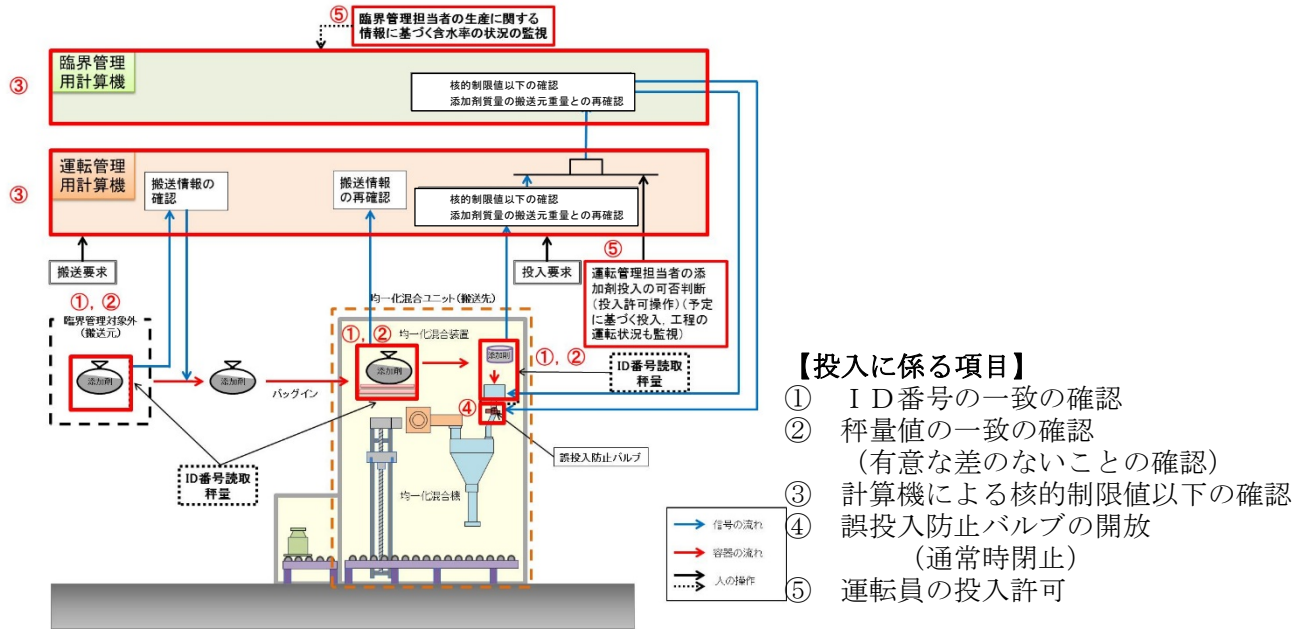 ⑤
臨界管理担当者の生産に関する
情報に基づく含水率の状況の監視
③
臨界管理
用計算機
核的制限値以下の確認
添加剤質量の搬送元重量との再確認
③
運転管理
用計算機
搬送情報の
確認
搬送情報
の再確認
核的制限値以下の確認
添加剤質量の搬送元重量との再確認
搬送要求
投入要求
⑤
運転管理担当者の添
加剤投入の可否判断
(投入許可操作)(予定
に基づく投入、工程の
運転状況も監視)
①, ②
臨界管理対象外
(搬送元)
添加剤
添加剤
バッグイン
均一化混合ユニット(搬送先)
①, ②
均一化混合装置
添加剤
添加剤
①, ②
ID番号読取
秤量
④
誤投入防止バルブ
ID番号読取
秤量
均一化混合機
信号の流れ
容器の流れ
人の操作
【投入に係る項目】
① ID番号の一致の確認
② 秤量値の一致の確認
(有意な差のないことの確認)
③ 計算機による核的制限値以下の確認
④ 誤投入防止バルブの開放
(通常時閉止)
⑤ 運転員の投入許可